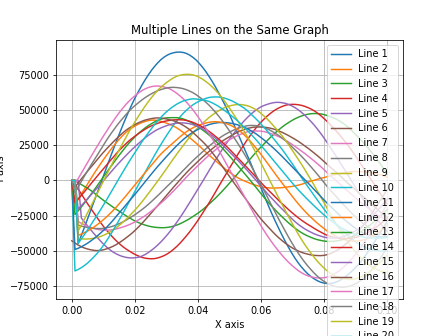 Multiple Lines on the Same Graph
75000
50000
25000
0
−25000
−50000
−75000
0.00
0.02
0.04
0.06
X axis
Line 1
Line 2
Line 3
Line 4
Line 5
Line 6
Line 7
Line 8
Line 9
Line 10
Line 11
Line 12
Line 13
Line 14
Line 15
Line 16
Line 17
Line 18
Line 19